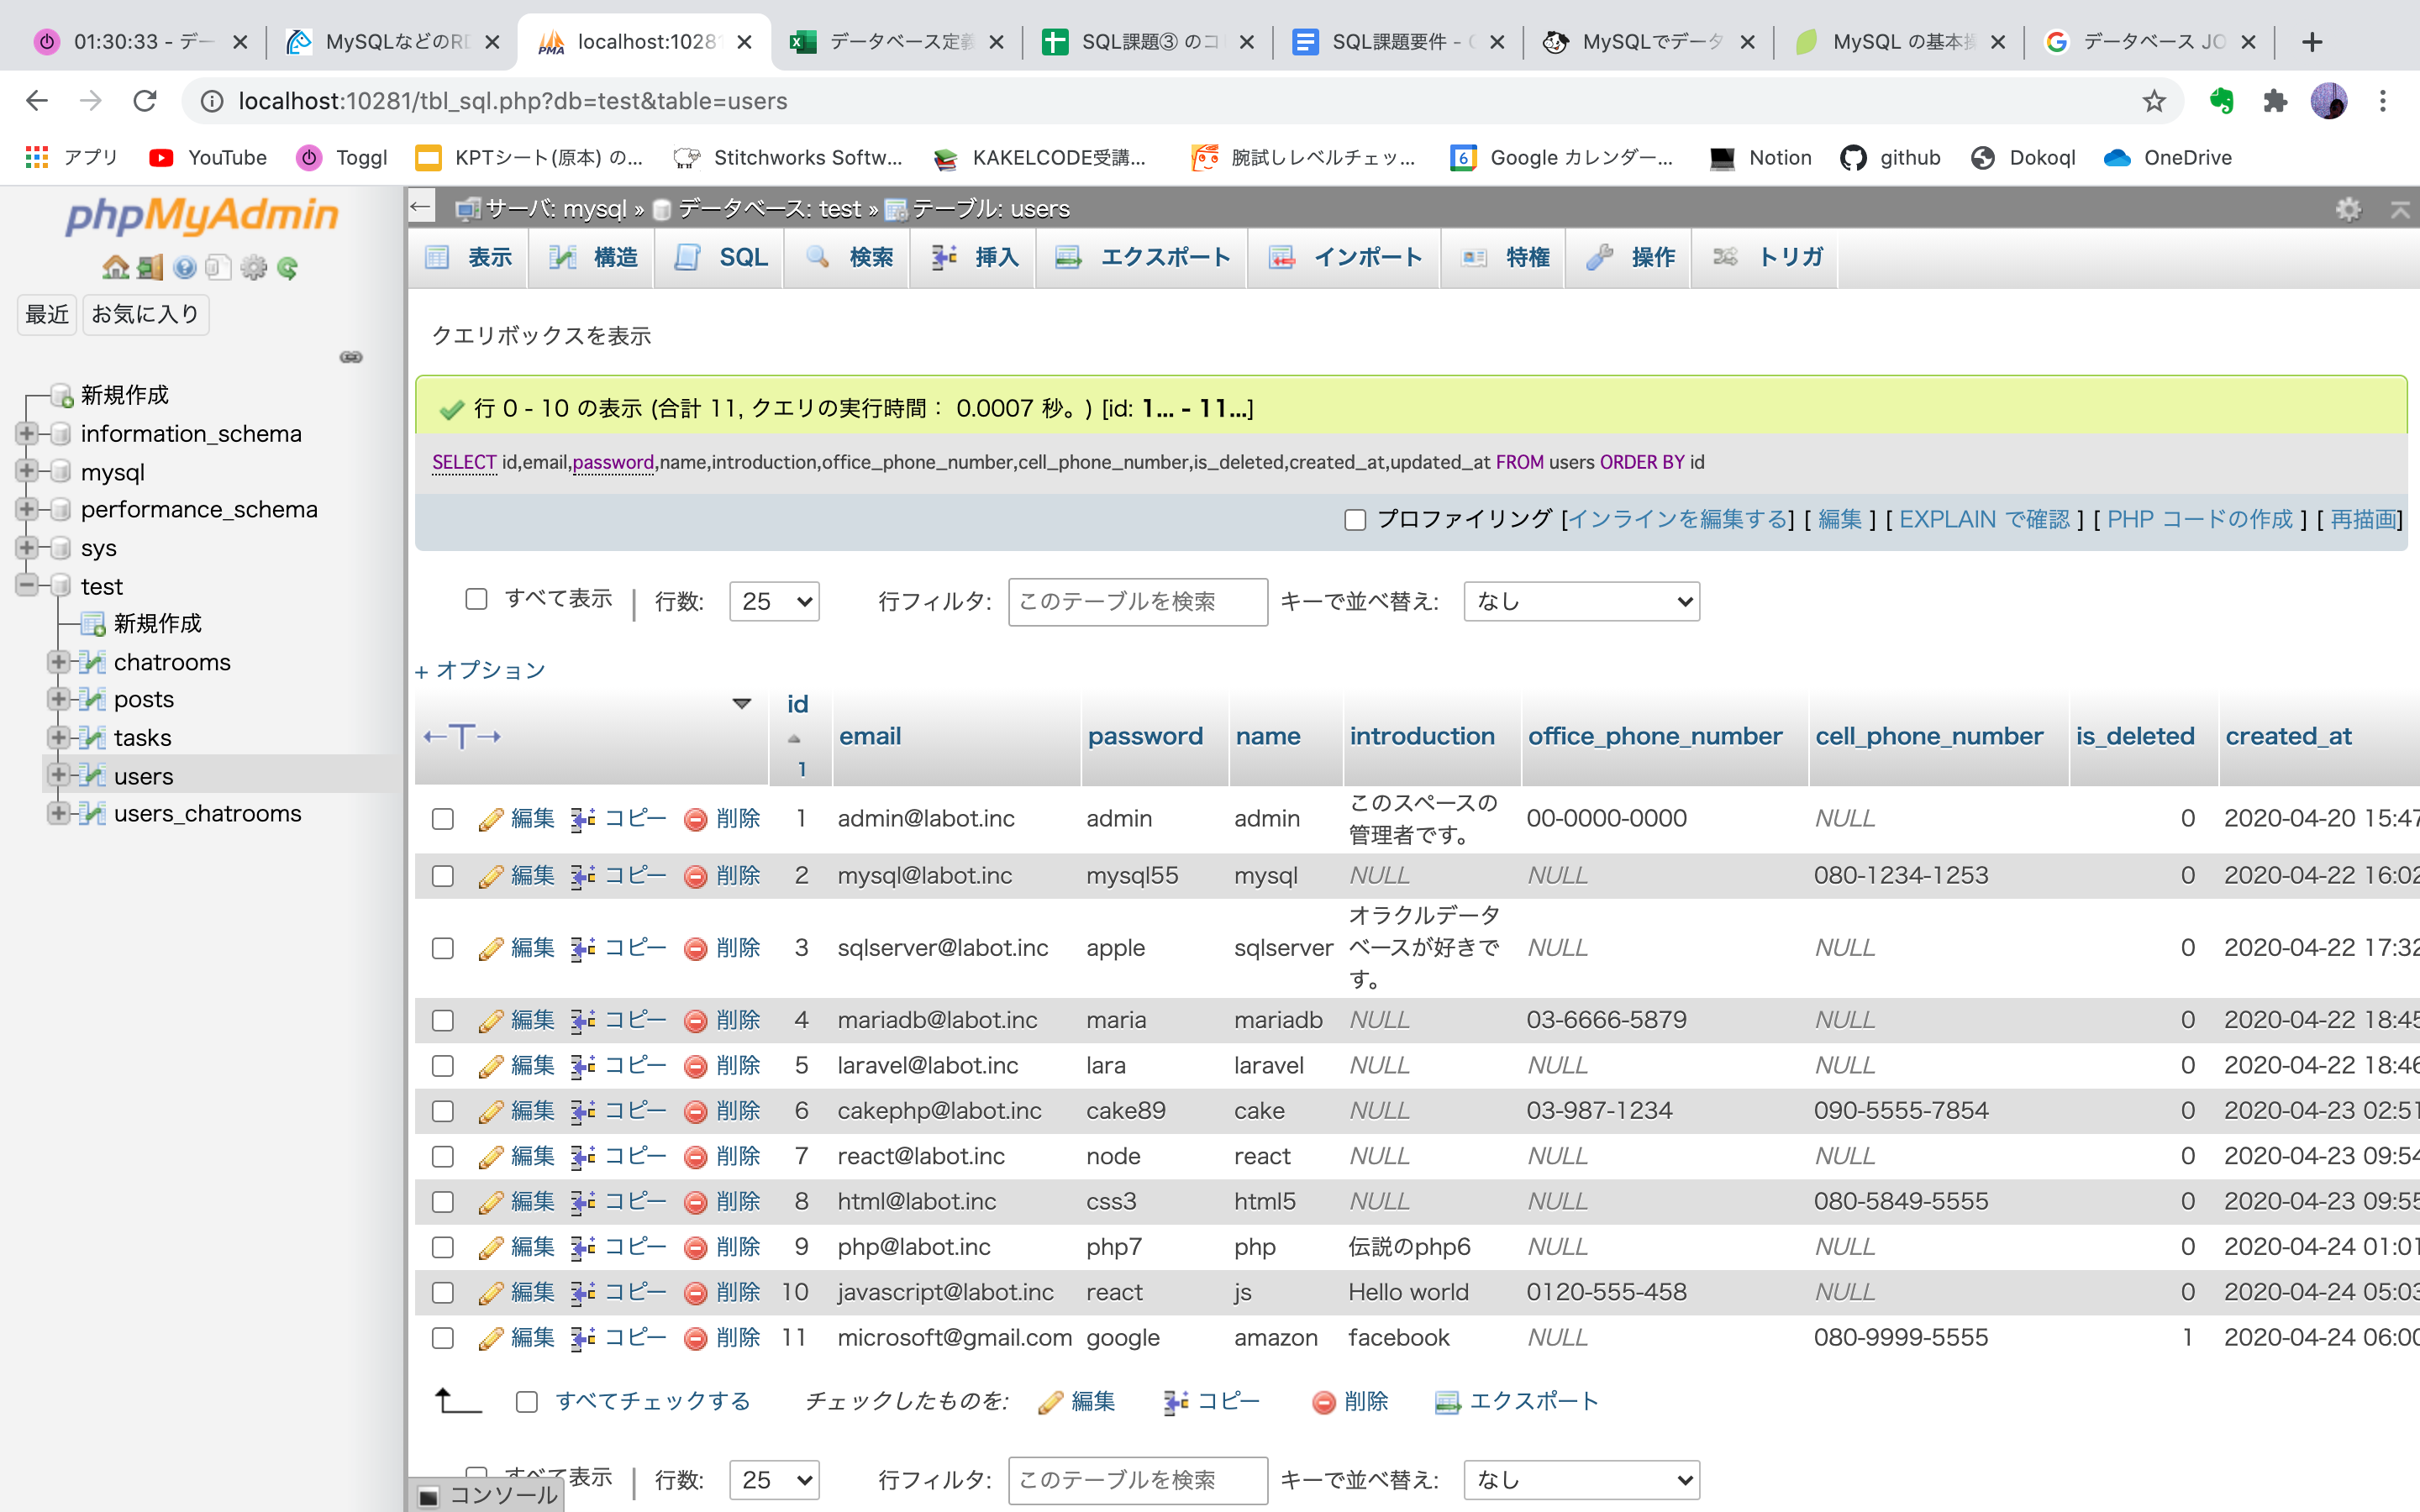 01:30:33 - デー
MySQLなどのRD
localhost:10281
データベース定義
SQL課題③ のコ
SQL課題要件 - G
MySQLでデータ
MySQL の基本操
データベース JO
localhost:10281/tbl_sql.php?db=test&table=users
アプリ YouTube Toggl KPTシート(原本) の... Stitchworks Softw... KAKELCODE受講... 腕試しレベルチェッ... Google カレンダー... Notion github Dokoql OneDrive
phpMyAdmin
最近 お気に入り
新規作成
information_schema
mysql
performance_schema
sys
test
新規作成
chatrooms
posts
tasks
users
users_chatrooms
サーバ: mysql » データベース: test » テーブル: users
表示 構造 SQL 検索 挿入 エクスポート インポート 特権 操作 トリガ
クエリボックスを表示
行 0 - 10 の表示 (合計 11, クエリの実行時間： 0.0007 秒。) [id: 1... - 11...]
SELECT id,email,password,name,introduction,office_phone_number,cell_phone_number,is_deleted,created_at,updated_at FROM users ORDER BY id
プロファイリング [インラインを編集する] [ 編集 ] [ EXPLAIN で確認 ] [ PHP コードの作成 ] [ 再描画]
すべて表示 | 行数: 25 行フィルタ: このテーブルを検索 キーで並べ替え: なし
+ オプション
←T→ id 1 email password name introduction office_phone_number cell_phone_number is_deleted created_at
編集 コピー 削除 1 admin@labot.inc admin admin このスペースの管理者です。 00-0000-0000 NULL 0 2020-04-20 15:47
編集 コピー 削除 2 mysql@labot.inc mysql55 mysql NULL NULL 080-1234-1253 0 2020-04-22 16:02
編集 コピー 削除 3 sqlserver@labot.inc apple sqlserver オラクルデータベースが好きです。 NULL NULL 0 2020-04-22 17:32
編集 コピー 削除 4 mariadb@labot.inc maria mariadb NULL 03-6666-5879 NULL 0 2020-04-22 18:45
編集 コピー 削除 5 laravel@labot.inc lara laravel NULL NULL NULL 0 2020-04-22 18:46
編集 コピー 削除 6 cakephp@labot.inc cake89 cake NULL 03-987-1234 090-5555-7854 0 2020-04-23 02:51
編集 コピー 削除 7 react@labot.inc node react NULL NULL NULL 0 2020-04-23 09:54
編集 コピー 削除 8 html@labot.inc css3 html5 NULL NULL 080-5849-5555 0 2020-04-23 09:55
編集 コピー 削除 9 php@labot.inc php7 php 伝説のphp6 NULL NULL 0 2020-04-24 01:01
編集 コピー 削除 10 javascript@labot.inc react js Hello world 0120-555-458 NULL 0 2020-04-24 05:03
編集 コピー 削除 11 microsoft@gmail.com google amazon facebook NULL 080-9999-5555 1 2020-04-24 06:00
すべてチェックする チェックしたものを: 編集 コピー 削除 エクスポート
すべて表示 | 行数: 25 行フィルタ: このテーブルを検索 キーで並べ替え: なし
コンソール